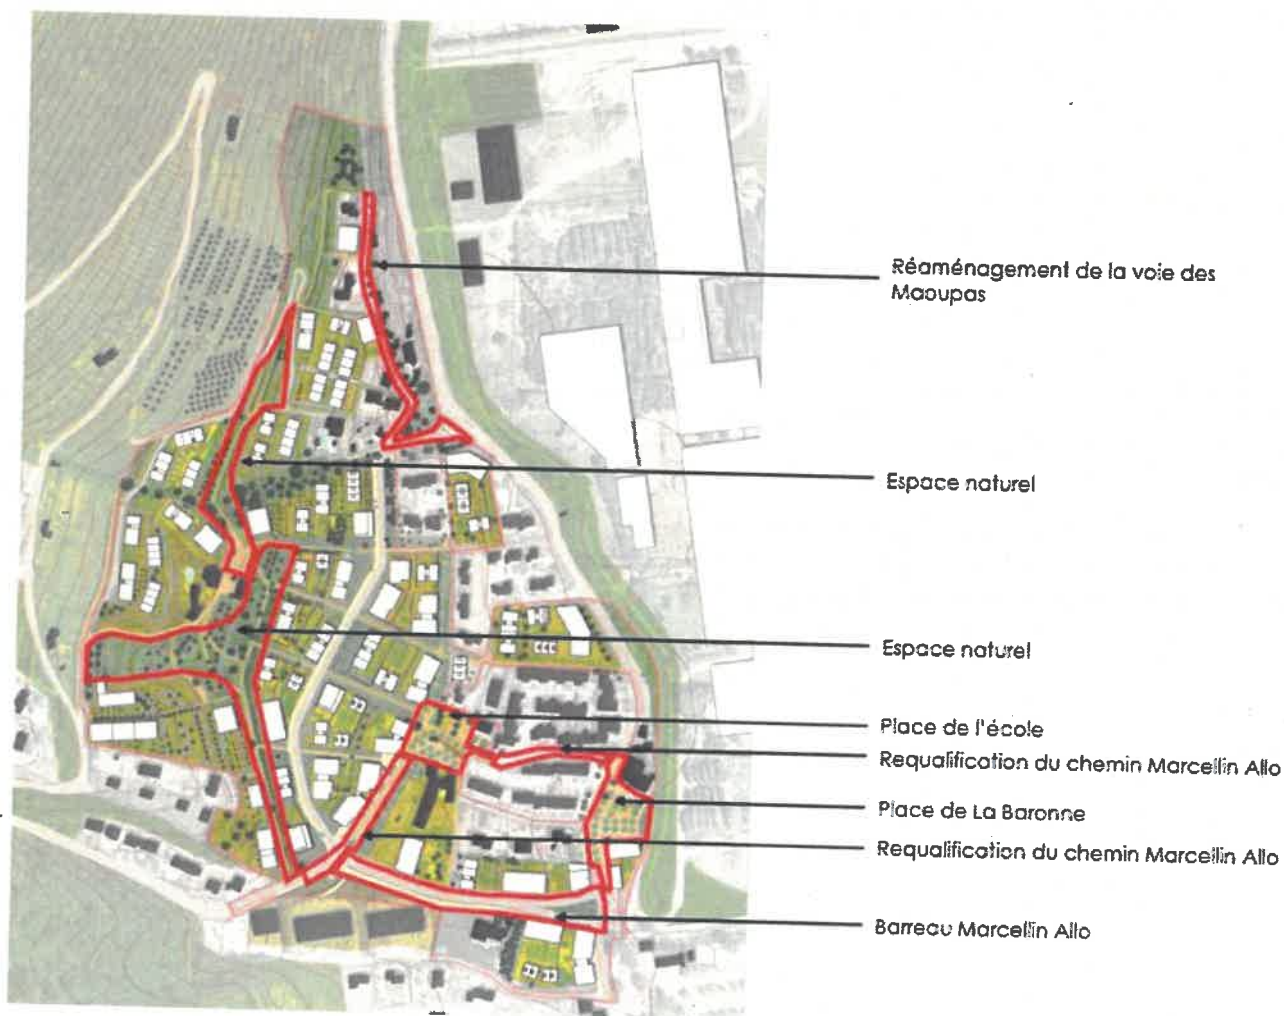 Réaménagement de la voie des
Maoupas
Espace naturel
Espace naturel
Place de l'école
Requalification du chemin Marcellin Allo
Place de La Baronne
Requalification du chemin Marcellin Allo
Barreau Marcellin Allo